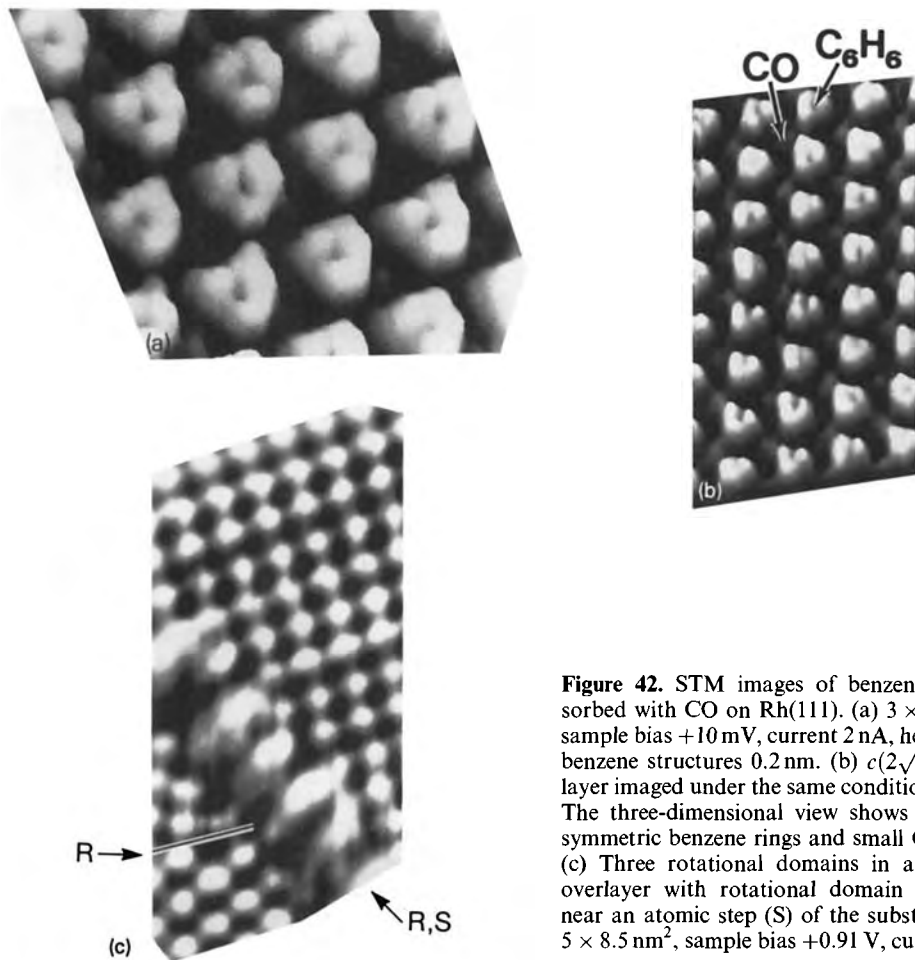 CO C₆H₆
(a)
(b)
R
R,S
(c)
Figure 42. STM images of benzen
sorbed with CO on Rh(111). (a) 3 ×
sample bias +10 mV, current 2 nA, he
benzene structures 0.2 nm. (b) c(2√
layer imaged under the same conditio
The three-dimensional view shows
symmetric benzene rings and small
(c) Three rotational domains in a
overlayer with rotational domain
near an atomic step (S) of the subst
5 × 8.5 nm², sample bias +0.91 V, cu